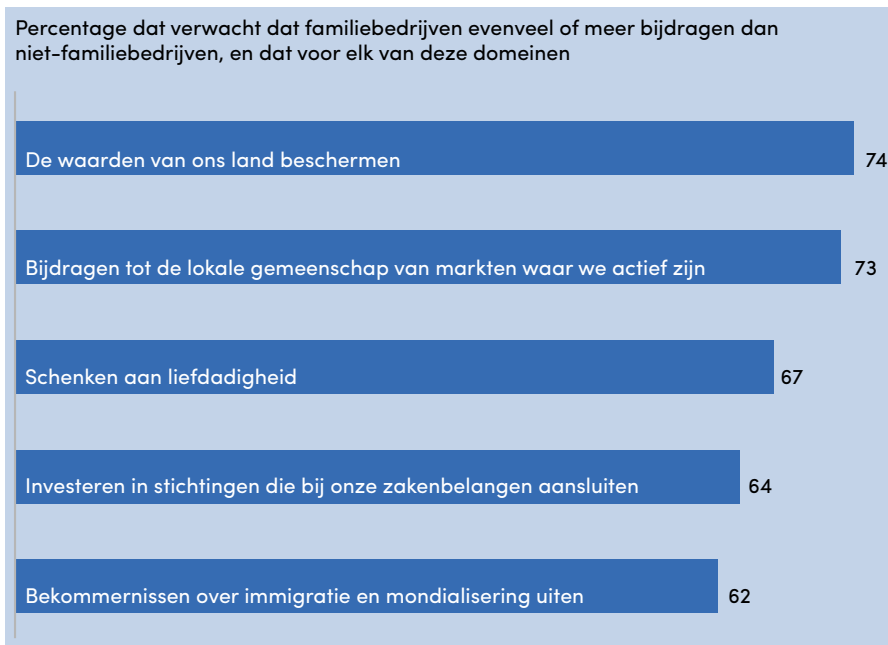 Percentage dat verwacht dat familiebedrijven evenveel of meer bijdragen dan
niet-familiebedrijven, en dat voor elk van deze domeinen
De waarden van ons land beschermen 74
Bijdragen tot de lokale gemeenschap van markten waar we actief zijn 73
Schenken aan liefdadigheid 67
Investeren in stichtingen die bij onze zakenbelangen aansluiten 64
Bekommernissen over immigratie en mondialisering uiten 62